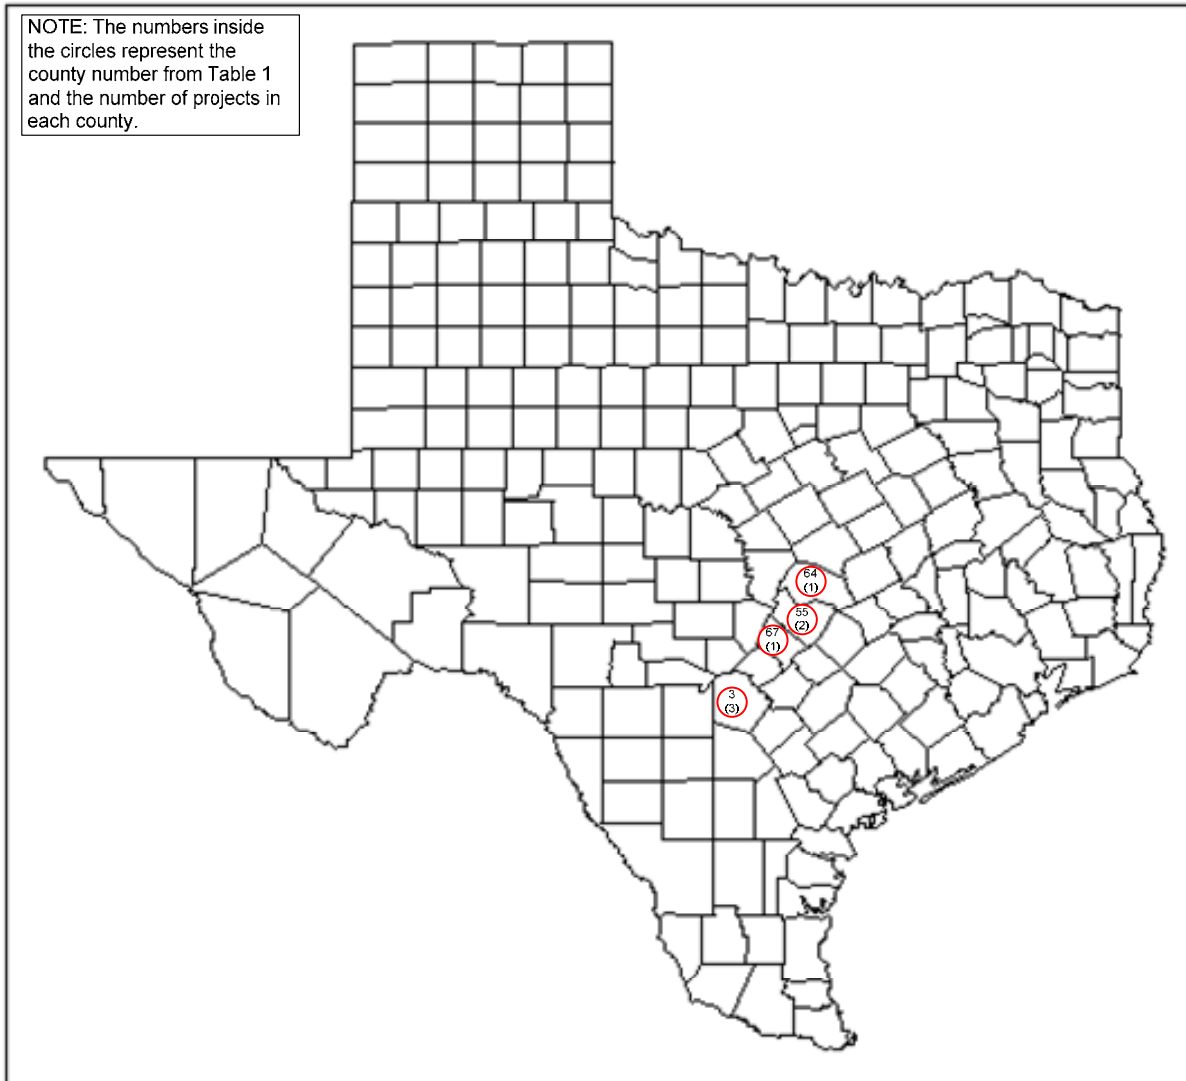 NOTE: The numbers inside
the circles represent the
county number from Table 1
and the number of projects in
each county.
64
(1)
55
(2)
67
(1)
3
(3)